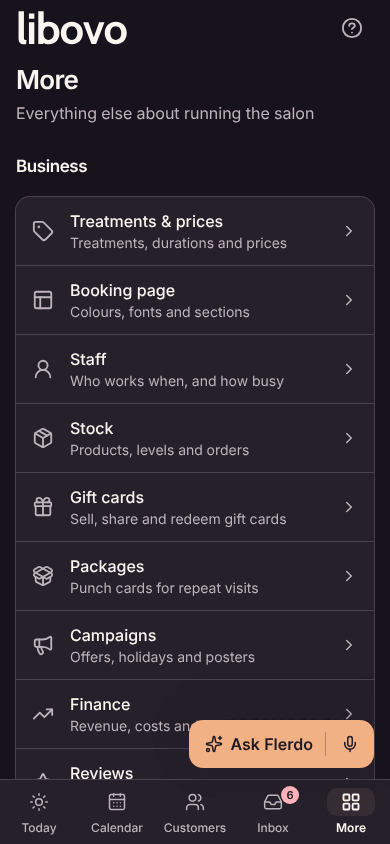 libovo
More
Everything else about running the salon
Business
Treatments & prices
Treatments, durations and prices
Booking page
Colours, fonts and sections
Staff
Who works when, and how busy
Stock
Products, levels and orders
Gift cards
Sell, share and redeem gift cards
Packages
Punch cards for repeat visits
Campaigns
Offers, holidays and posters
Finance
Revenue, costs
Ask Flerdo
Reviews
6
Today Calendar Customers Inbox More